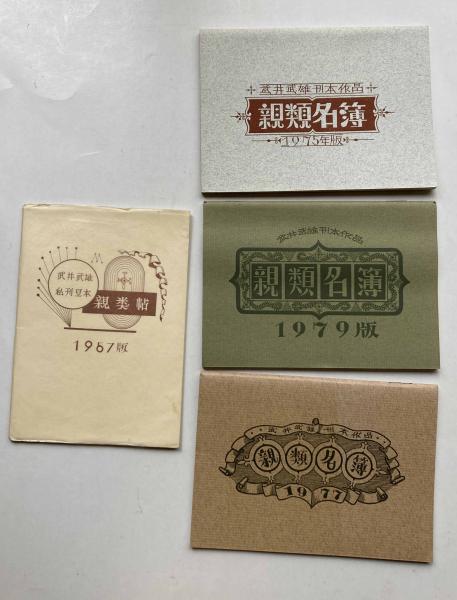 武井武雄刊本作品
親類名簿
1975年版
武井武雄刊本作品
親類名簿
1979版
武井武雄
私刊豆本
親类帖
1967版
武井武雄刊本作品
親類名簿
1977